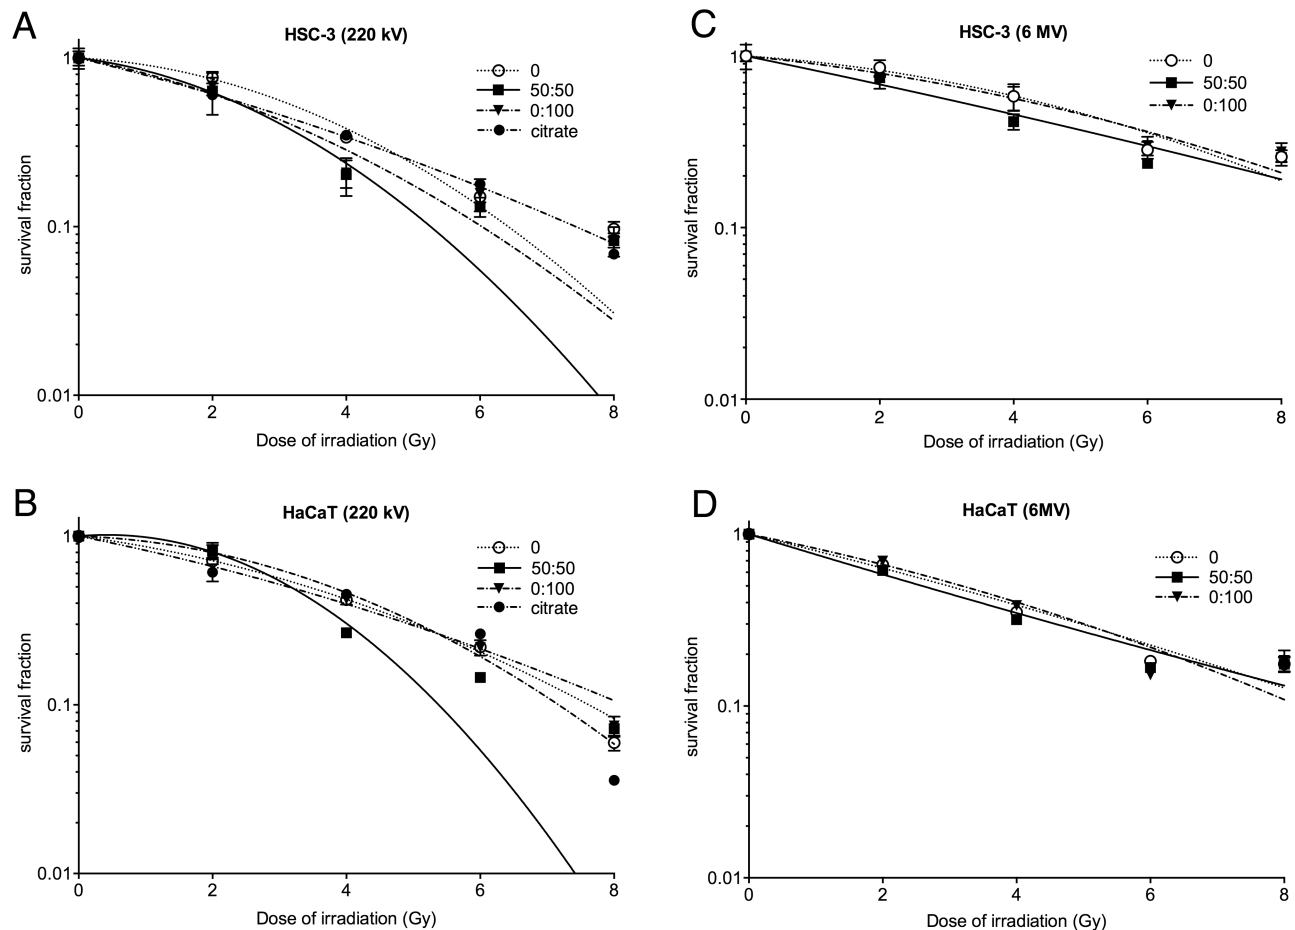 A
HSC-3 (220 kV)
0
50:50
0:100
citrate
1
0.1
0.01
survival fraction
0 2 4 6 8
Dose of irradiation (Gy)
C
HSC-3 (6 MV)
0
50:50
0:100
1
0.1
0.01
survival fraction
0 2 4 6 8
Dose of irradiation (Gy)
B
HaCaT (220 kV)
0
50:50
0:100
citrate
1
0.1
0.01
survival fraction
0 2 4 6 8
Dose of irradiation (Gy)
D
HaCaT (6MV)
0
50:50
0:100
1
0.1
0.01
survival fraction
0 2 4 6 8
Dose of irradiation (Gy)